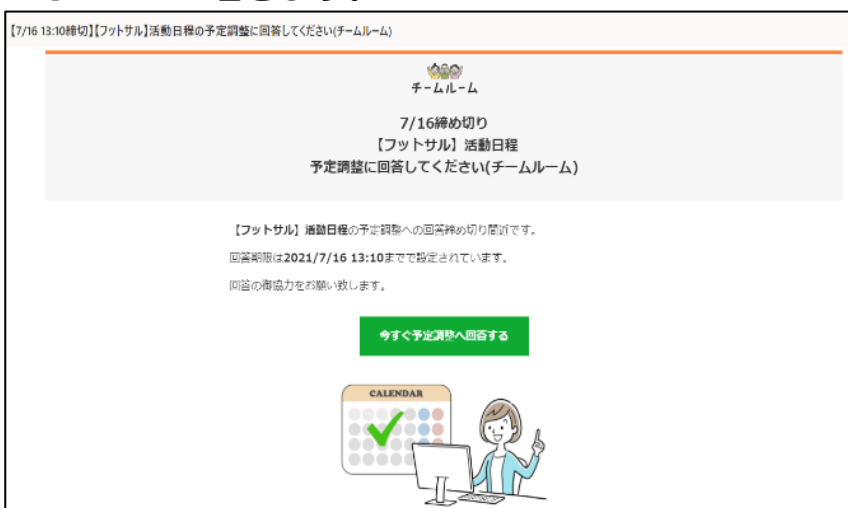 【7/16 13:10締切】【フットサル】活動日程の予定調整に回答してください(チームルーム)
チームルーム
7/16締め切り
【フットサル】活動日程
予定調整に回答してください(チームルーム)
【フットサル】活動日程の予定調整への回答締め切り間近です。
回答期限は2021/7/16 13:10までで設定されています。
回答の御協力をお願い致します。
今すぐ予定調整へ回答する
CALENDAR